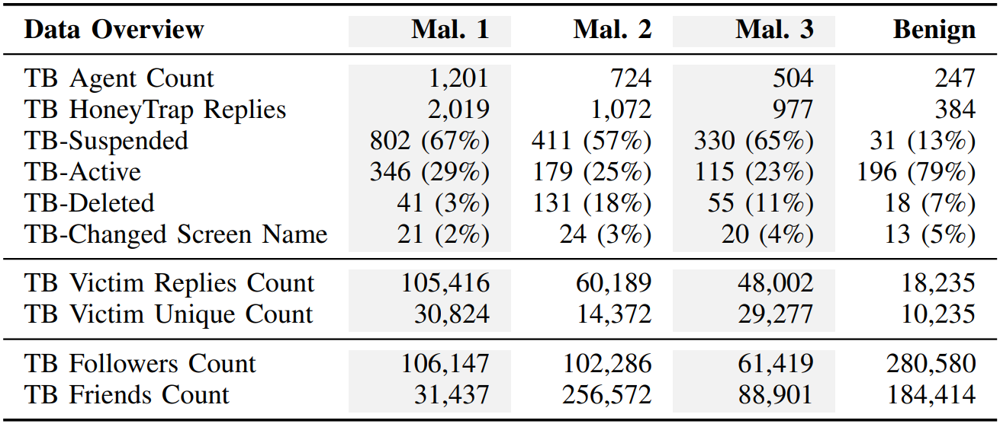 Data Overview Mal. 1 Mal. 2 Mal. 3 Benign
TB Agent Count 1,201 724 504 247
TB HoneyTrap Replies 2,019 1,072 977 384
TB-Suspended 802 (67%) 411 (57%) 330 (65%) 31 (13%)
TB-Active 346 (29%) 179 (25%) 115 (23%) 196 (79%)
TB-Deleted 41 (3%) 131 (18%) 55 (11%) 18 (7%)
TB-Changed Screen Name 21 (2%) 24 (3%) 20 (4%) 13 (5%)
TB Victim Replies Count 105,416 60,189 48,002 18,235
TB Victim Unique Count 30,824 14,372 29,277 10,235
TB Followers Count 106,147 102,286 61,419 280,580
TB Friends Count 31,437 256,572 88,901 184,414